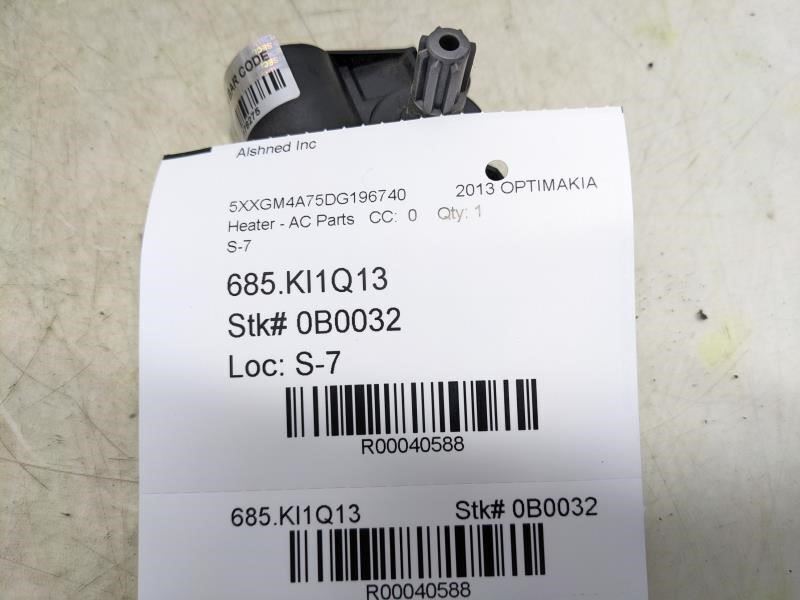 BAR CODE
Alshned Inc
5XXGM4A75DG196740 2013 OPTIMAKIA
Heater - AC Parts CC: 0 Qty: 1
S-7
685.KI1Q13
Stk# 0B0032
Loc: S-7
R00040588
685.KI1Q13 Stk# 0B0032
R00040588